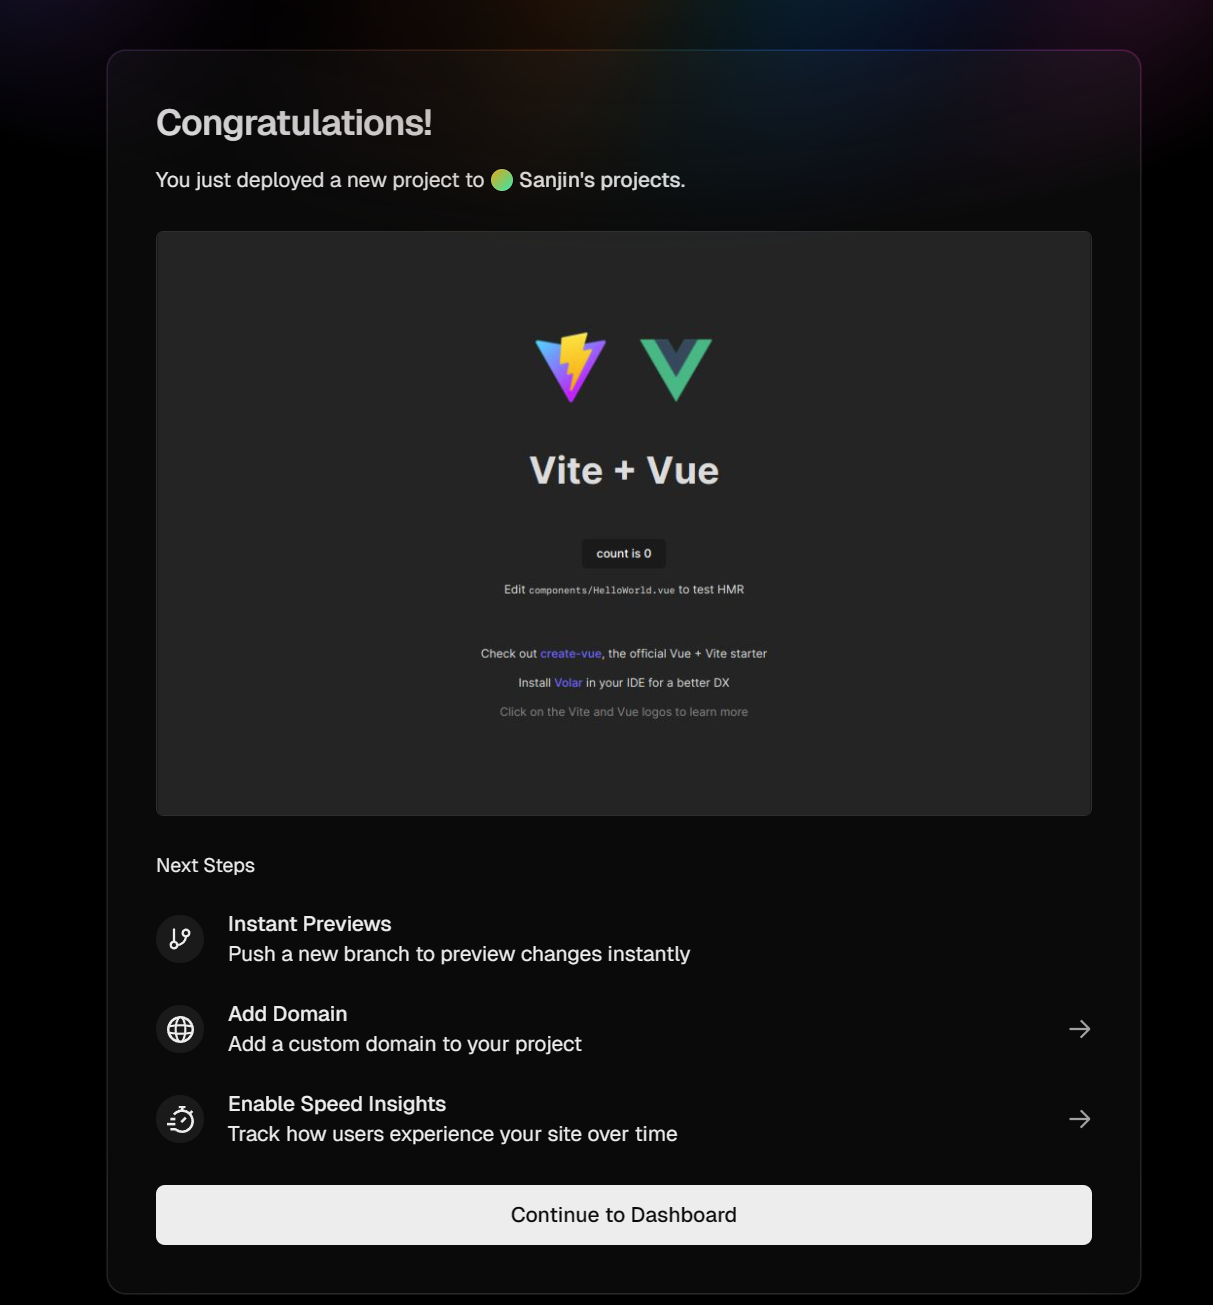 Congratulations!
You just deployed a new project to Sanjin's projects.
Vite + Vue
count is 0
Edit components/HelloWorld.vue to test HMR
Check out create-vue, the official Vue + Vite starter
Install Volar in your IDE for a better DX
Click on the Vite and Vue logos to learn more
Next Steps
Instant Previews
Push a new branch to preview changes instantly
Add Domain
Add a custom domain to your project
Enable Speed Insights
Track how users experience your site over time
Continue to Dashboard